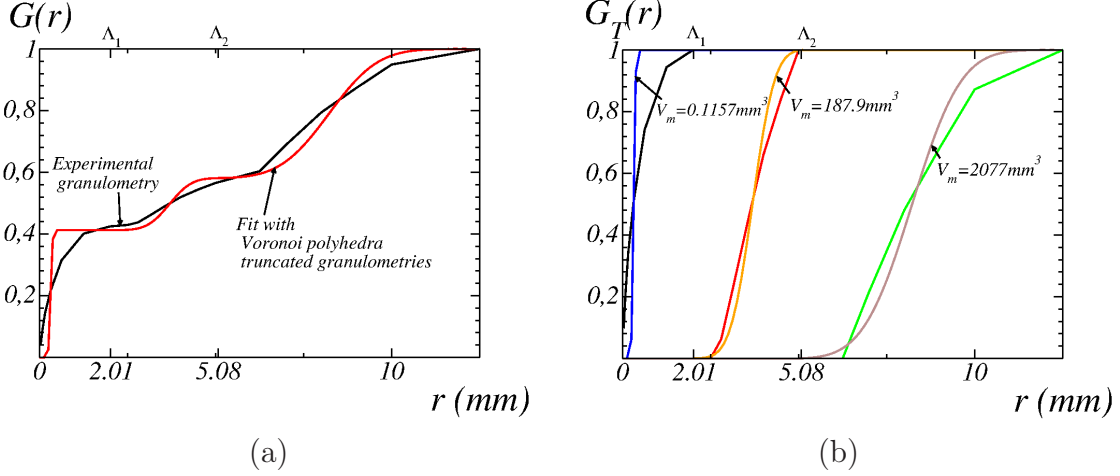 G(r)
Λ1
Λ2
1
0,8
0,6
0,4
0,2
Experimental
granulometry
Fit with
Voronoi polyhedra
truncated granulometries
0
2.01
5.08
10
r (mm)
(a)
G_T(r)
Λ1
Λ2
1
0,8
0,6
0,4
0,2
V_m=0.1157mm^3
V_m=187.9mm^3
V_m=2077mm^3
0
2.01
5.08
10
r (mm)
(b)